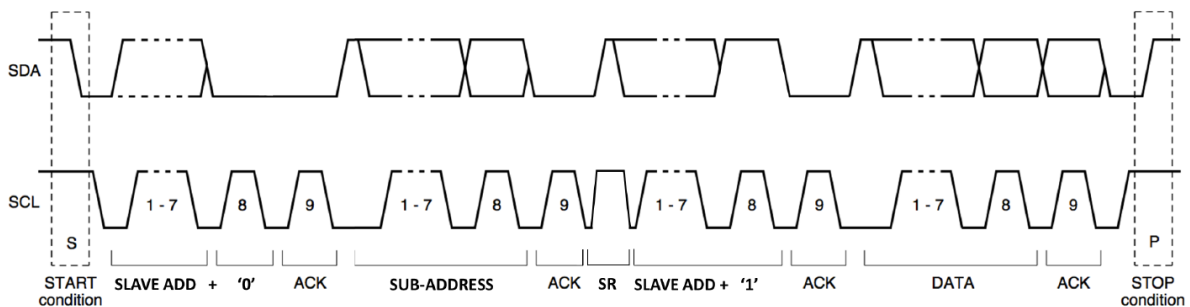 SDA
SCL
1 - 7 8 9 1 - 7 8 9 1 - 7 8 9 1 - 7 8 9
S P
START condition
SLAVE ADD + ‘0’ ACK SUB-ADDRESS ACK SR SLAVE ADD + ‘1’ ACK DATA ACK
STOP condition